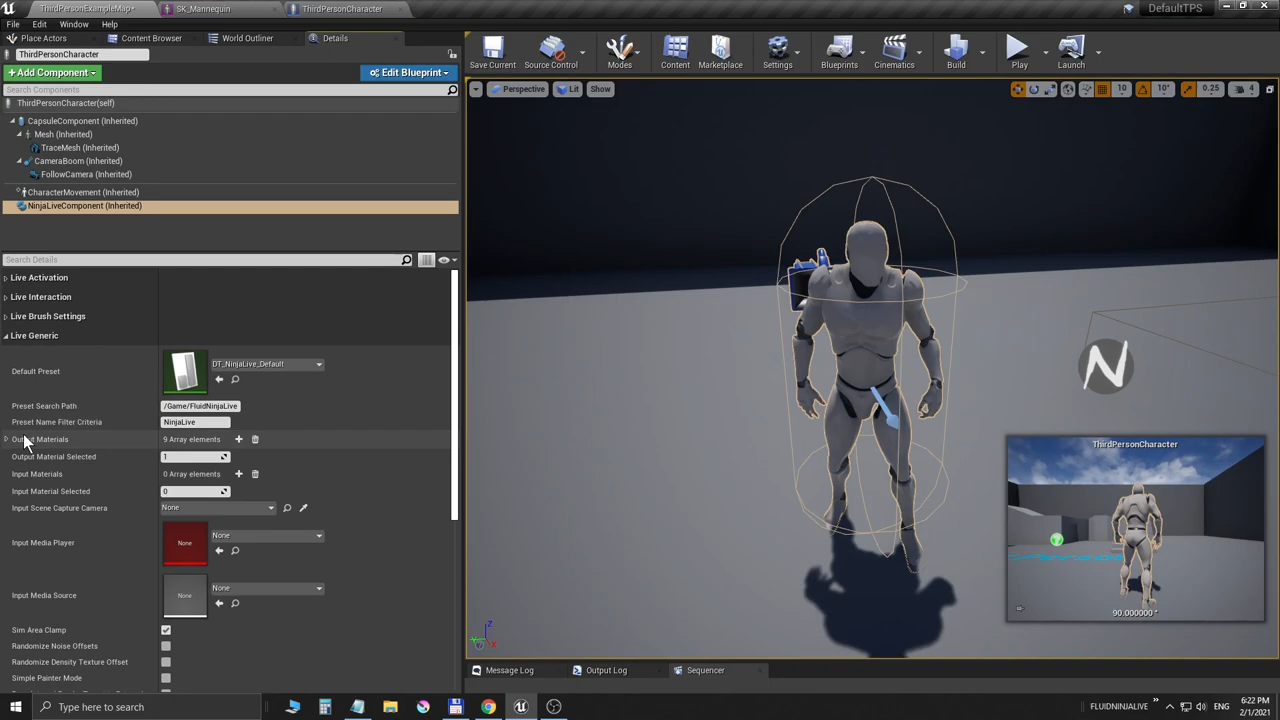 ThirdPersonExampleMap*
SK_Mannequin
ThirdPersonCharacter
DefaultTPS
File
Edit
Window
Help
Place Actors
Content Browser
World Outliner
Details
ThirdPersonCharacter
+Add Component
Edit Blueprint
Search Components
ThirdPersonCharacter(self)
CapsuleComponent (Inherited)
Mesh (Inherited)
TraceMesh (Inherited)
CameraBoom (Inherited)
FollowCamera (Inherited)
CharacterMovement (Inherited)
NinjaLiveComponent (Inherited)
Search Details
Live Activation
Live Interaction
Live Brush Settings
Live Generic
Default Preset
DT_NinjaLive_Default
Preset Search Path
/Game/FluidNinjaLive
Preset Name Filter Criteria
NinjaLive
Output Materials
9 Array elements
Output Material Selected
1
Input Materials
0 Array elements
Input Material Selected
0
Input Scene Capture Camera
None
Input Media Player
None
None
Input Media Source
None
None
Sim Area Clamp
Randomize Noise Offsets
Randomize Density Texture Offset
Simple Painter Mode
Save Current
Source Control
Modes
Content
Marketplace
Settings
Blueprints
Cinematics
Build
Play
Launch
Perspective
Lit
Show
10
10°
0.25
4
N
ThirdPersonCharacter
90.000000 °
Message Log
Output Log
Sequencer
Type here to search
FLUIDNINJALIVE
ENG
6:22 PM
2/1/2021